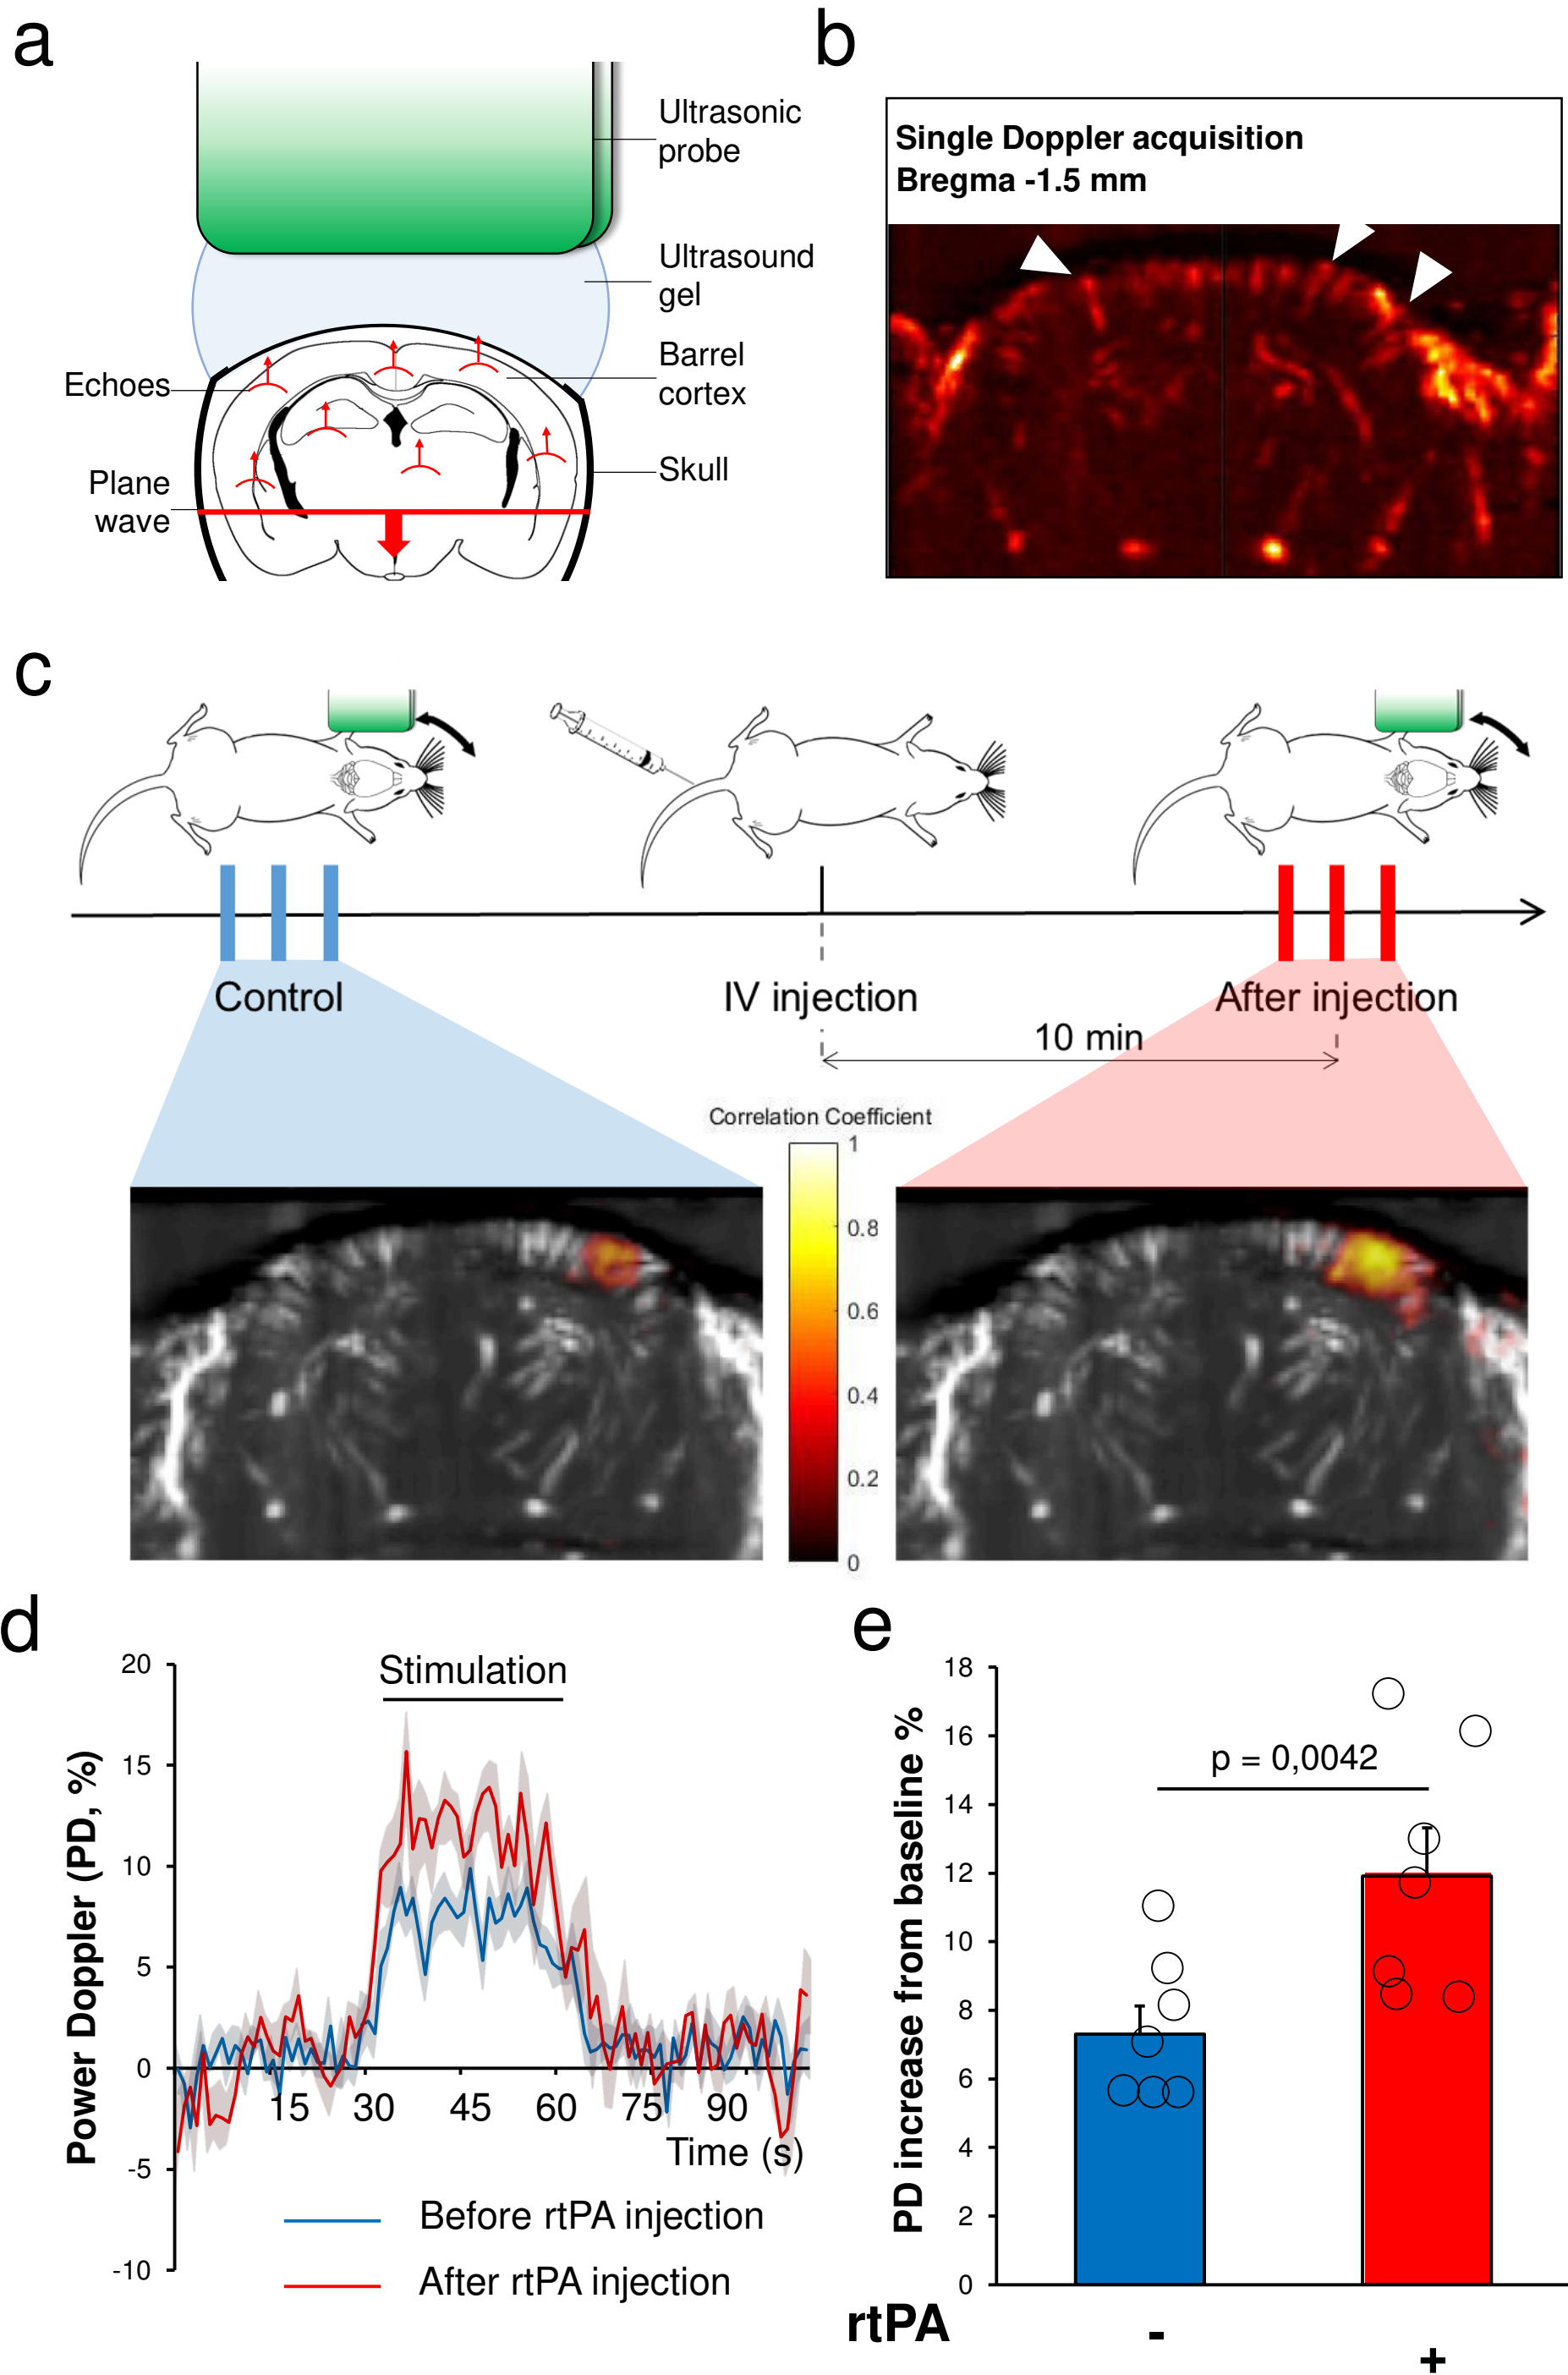 a
Ultrasonic
probe
Ultrasound
gel
Barrel
cortex
Echoes
Skull
Plane
wave
b
Single Doppler acquisition
Bregma -1.5 mm
c
Control
IV injection
After injection
10 min
Correlation Coefficient
1
0.8
0.6
0.4
0.2
0
d
20
15
10
5
0
-5
-10
Power Doppler (PD, %)
Stimulation
15 30 45 60 75 90
Time (s)
Before rtPA injection
After rtPA injection
e
18
16
14
12
10
8
6
4
2
0
PD increase from baseline %
p = 0,0042
rtPA
-
+